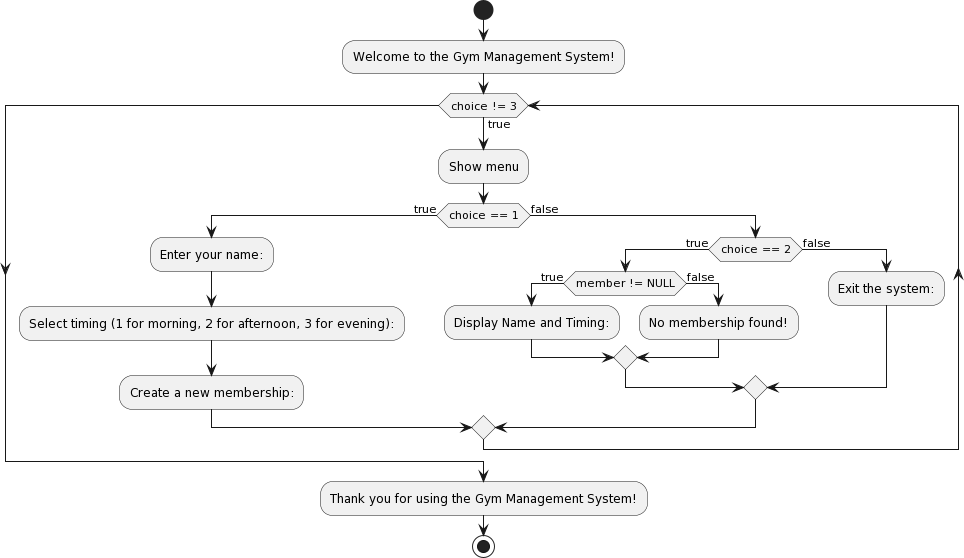 Welcome to the Gym Management System!
choice != 3
true
Show menu
true
choice == 1
false
Enter your name:
Select timing (1 for morning, 2 for afternoon, 3 for evening):
Create a new membership:
true
choice == 2
false
true
member != NULL
false
Display Name and Timing:
No membership found!
Exit the system:
Thank you for using the Gym Management System!